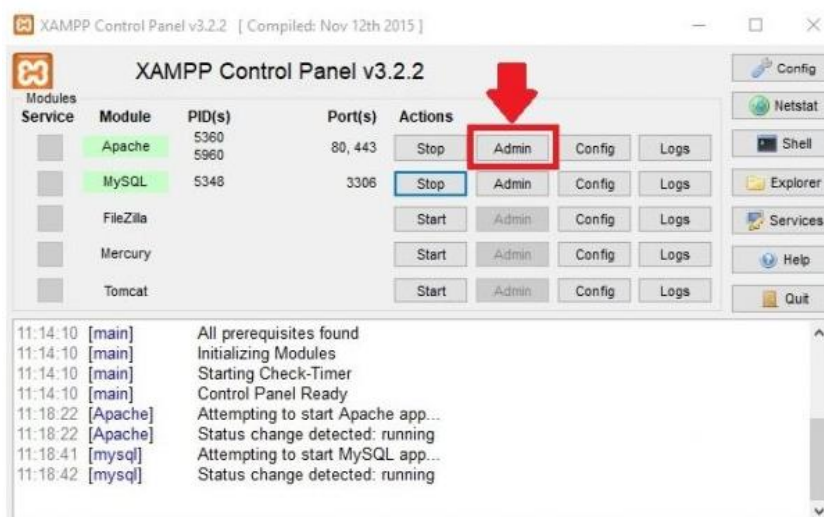 XAMPP Control Panel v3.2.2 [ Compiled: Nov 12th 2015 ]
XAMPP Control Panel v3.2.2
Config
Modules
Service Module PID(s) Port(s) Actions
Netstat
Apache 5360 5960 80, 443 Stop Admin Config Logs
Shell
MySQL 5348 3306 Stop Admin Config Logs
Explorer
FileZilla Start Admin Config Logs
Services
Mercury Start Admin Config Logs
Help
Tomcat Start Admin Config Logs
Quit
11:14:10 [main] All prerequisites found
11:14:10 [main] Initializing Modules
11:14:10 [main] Starting Check-Timer
11:14:10 [main] Control Panel Ready
11:18:22 [Apache] Attempting to start Apache app...
11:18:22 [Apache] Status change detected: running
11:18:41 [mysql] Attempting to start MySQL app...
11:18:42 [mysql] Status change detected: running